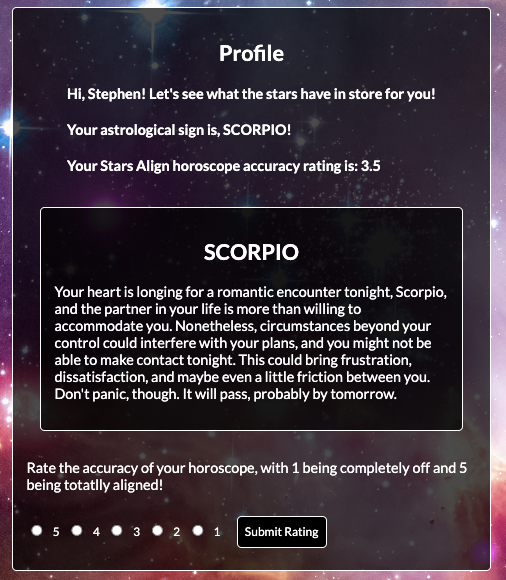 Profile
Hi, Stephen! Let's see what the stars have in store for you!
Your astrological sign is, SCORPIO!
Your Stars Align horoscope accuracy rating is: 3.5
SCORPIO
Your heart is longing for a romantic encounter tonight, Scorpio,
and the partner in your life is more than willing to
accommodate you. Nonetheless, circumstances beyond your
control could interfere with your plans, and you might not be
able to make contact tonight. This could bring frustration,
dissatisfaction, and maybe even a little friction between you.
Don't panic, though. It will pass, probably by tomorrow.
Rate the accuracy of your horoscope, with 1 being completely off and 5
being totatlly aligned!
5 4 3 2 1 Submit Rating